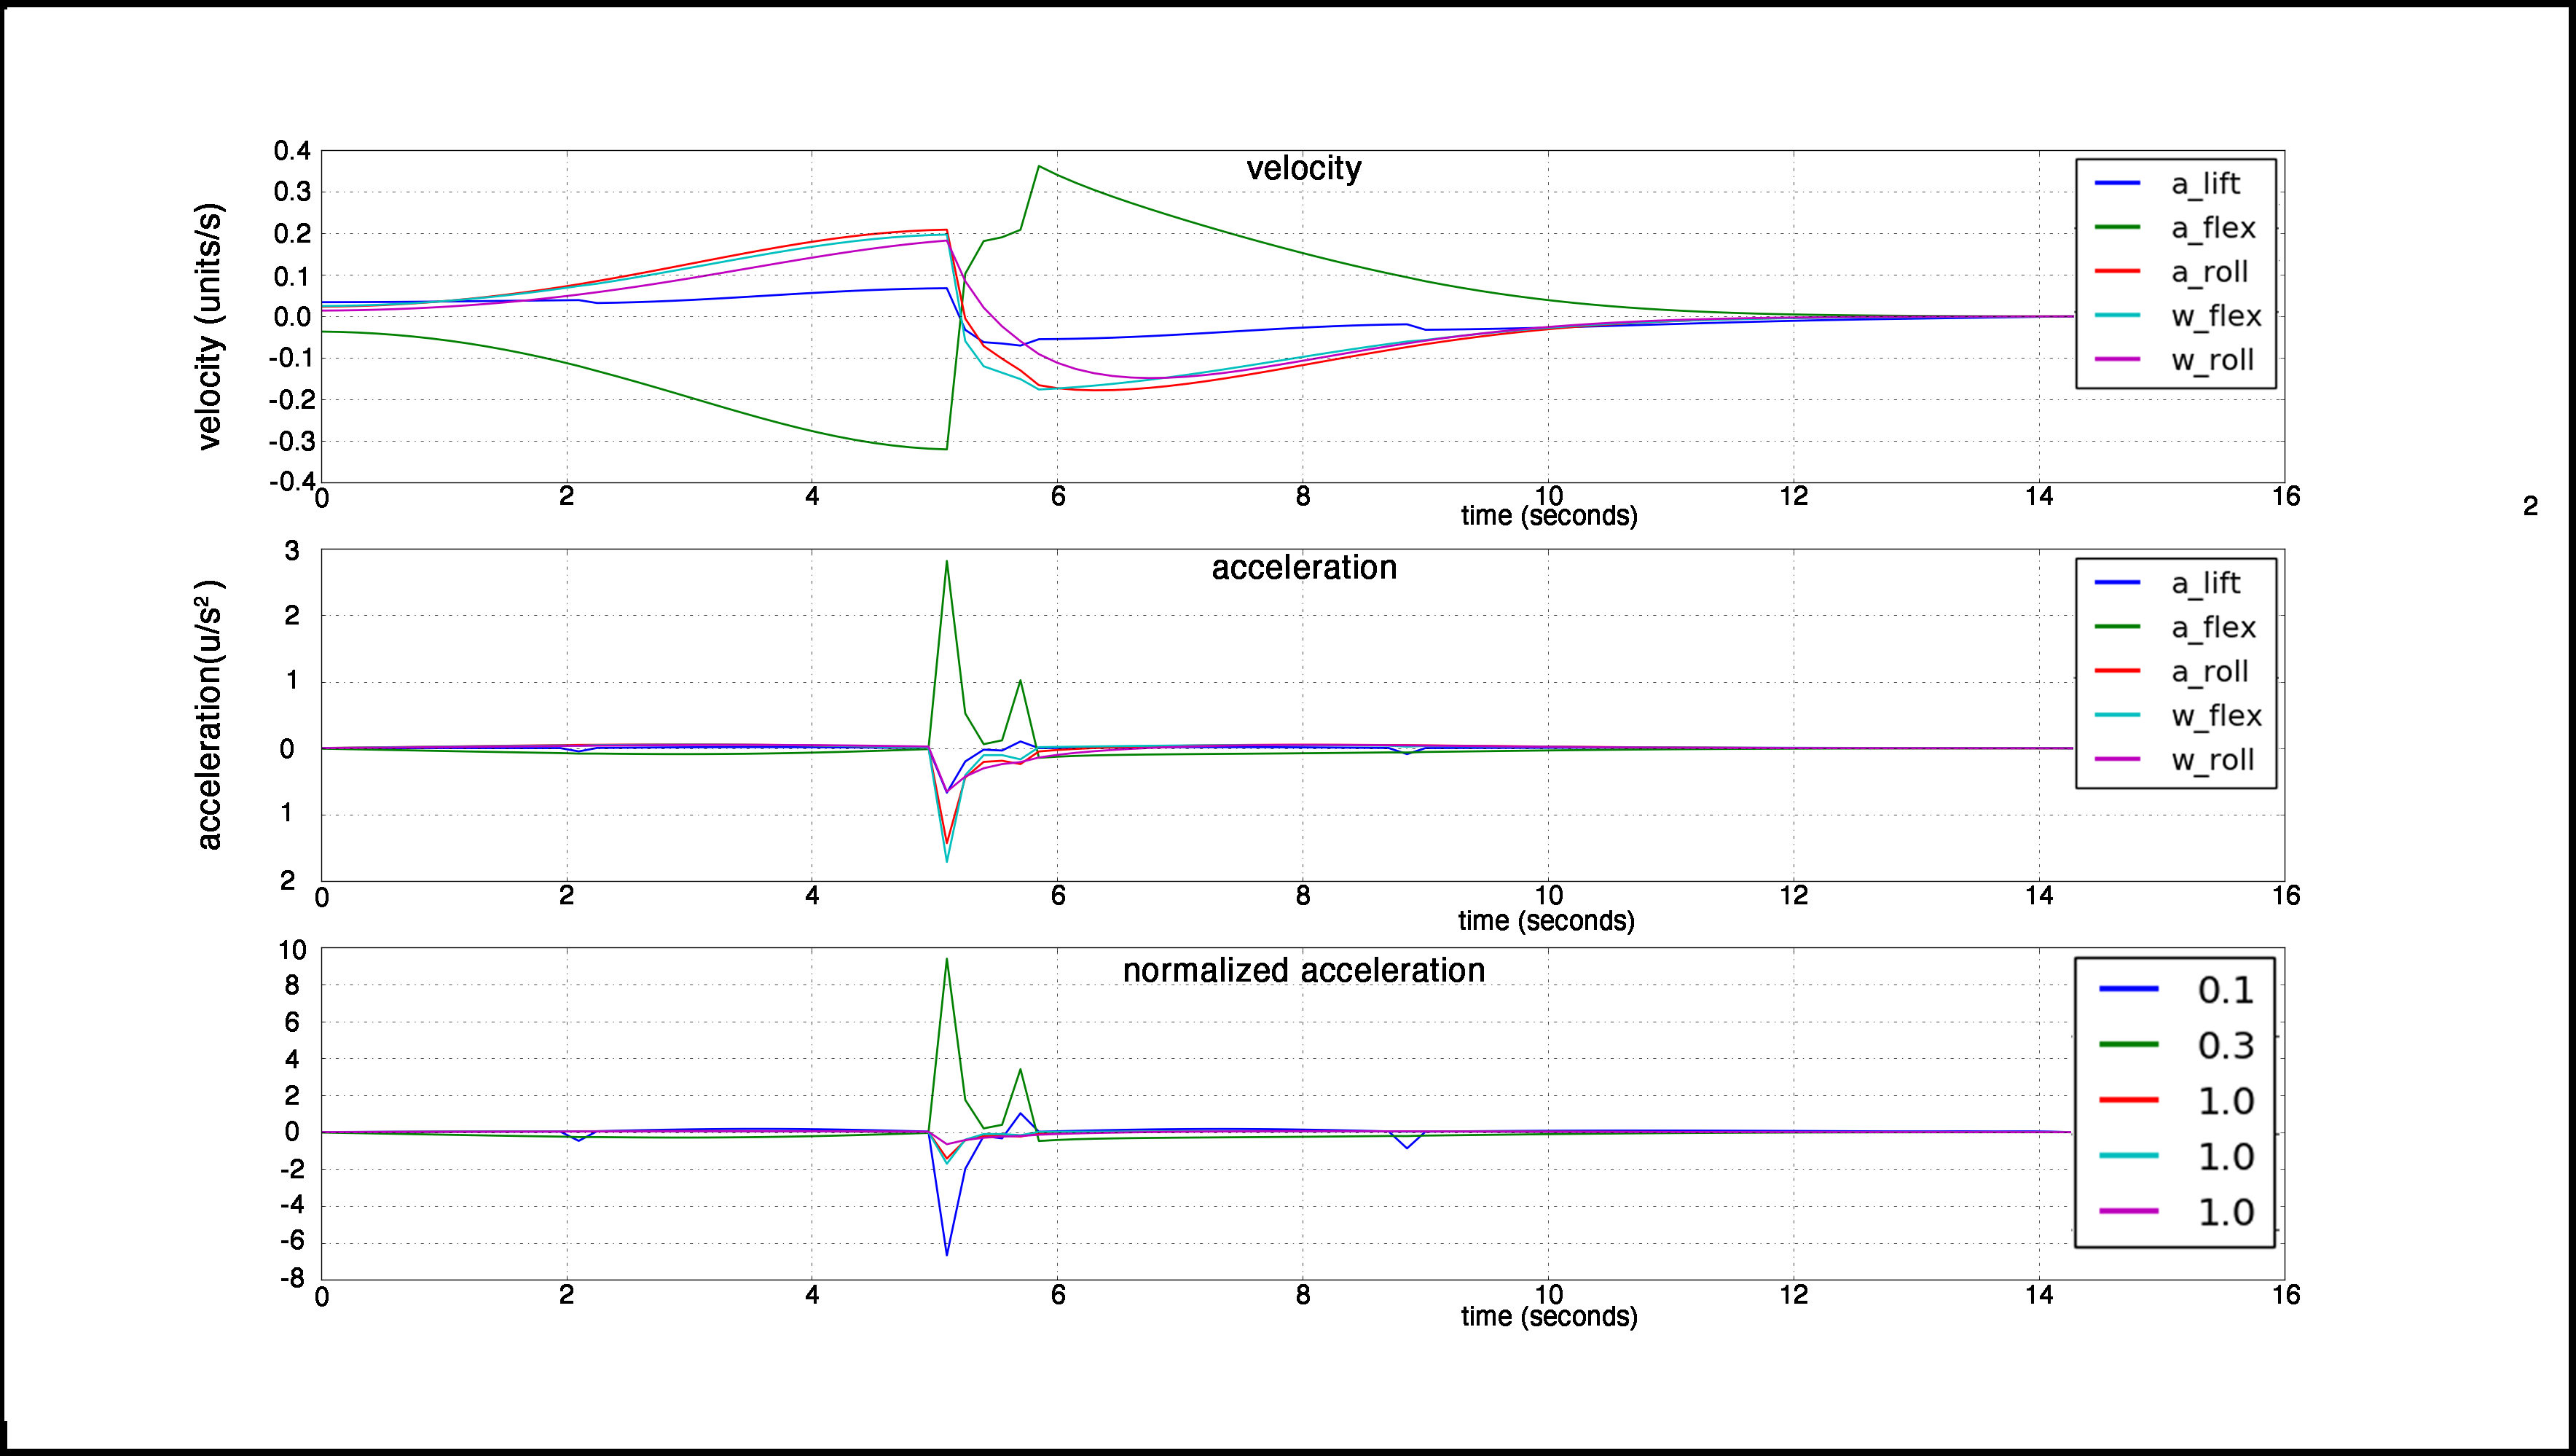 velocity
velocity (units/s)
0.4
0.3
0.2
0.1
0.0
-0.1
-0.2
-0.3
-0.4
0 2 4 6 8 10 12 14 16
time (seconds)
a_lift
a_flex
a_roll
w_flex
w_roll
2
acceleration
acceleration(u/s²)
3
2
1
0
1
2
0 2 4 6 8 10 12 14 16
time (seconds)
a_lift
a_flex
a_roll
w_flex
w_roll
normalized acceleration
10
8
6
4
2
0
-2
-4
-6
-8
0 2 4 6 8 10 12 14 16
time (seconds)
0.1
0.3
1.0
1.0
1.0